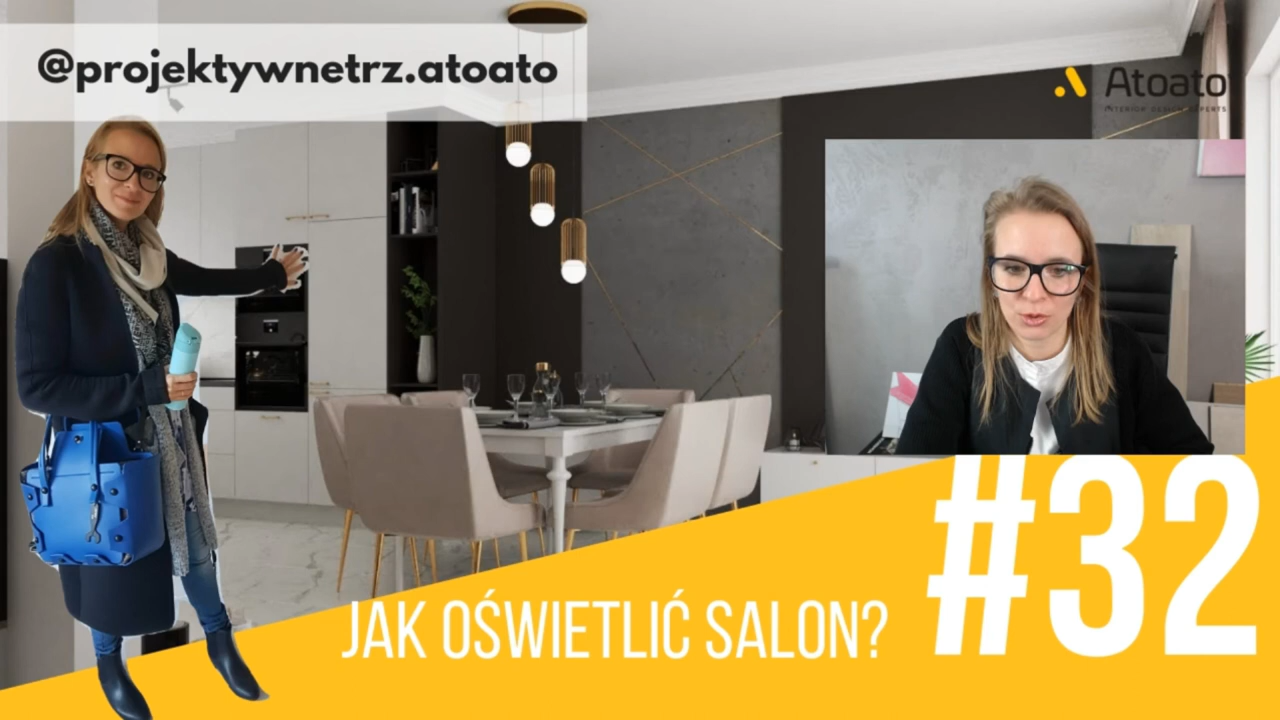 @projektywnetrz.atoato
Atoato
INTERIOR DESIGN EXPERTS
#32
JAK OŚWIETLIĆ SALON?